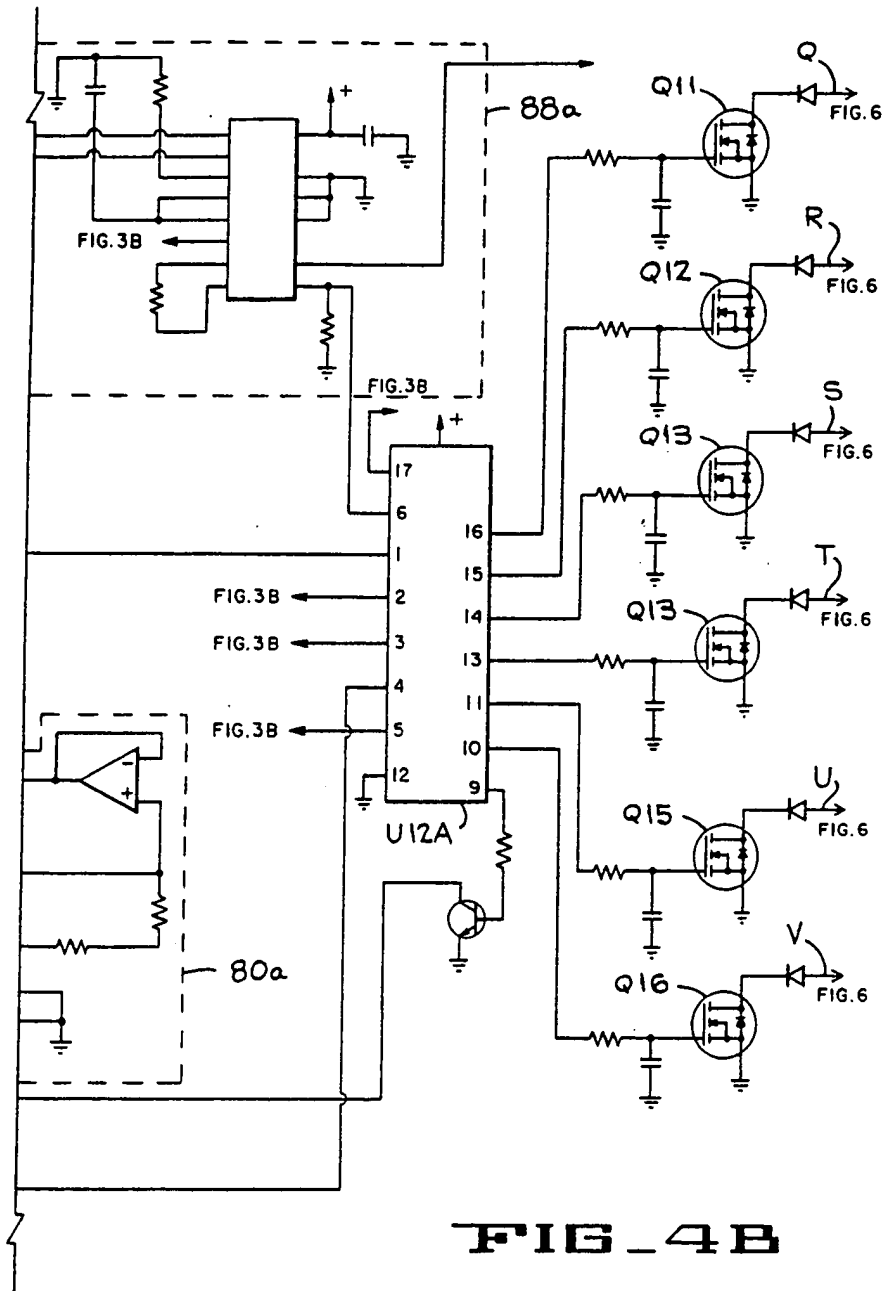 Q
Q11
FIG.6
88a
+
R
Q12
FIG.6
FIG.3B
FIG.3B
+
S
Q13
FIG.6
17
6
16
1
15
T
Q13
FIG.6
FIG.3B
2
14
FIG.3B
3
13
4
11
FIG.3B
5
10
12
9
U12A
-
+
U
Q15
FIG.6
80a
V
Q16
FIG.6
FIG_4B